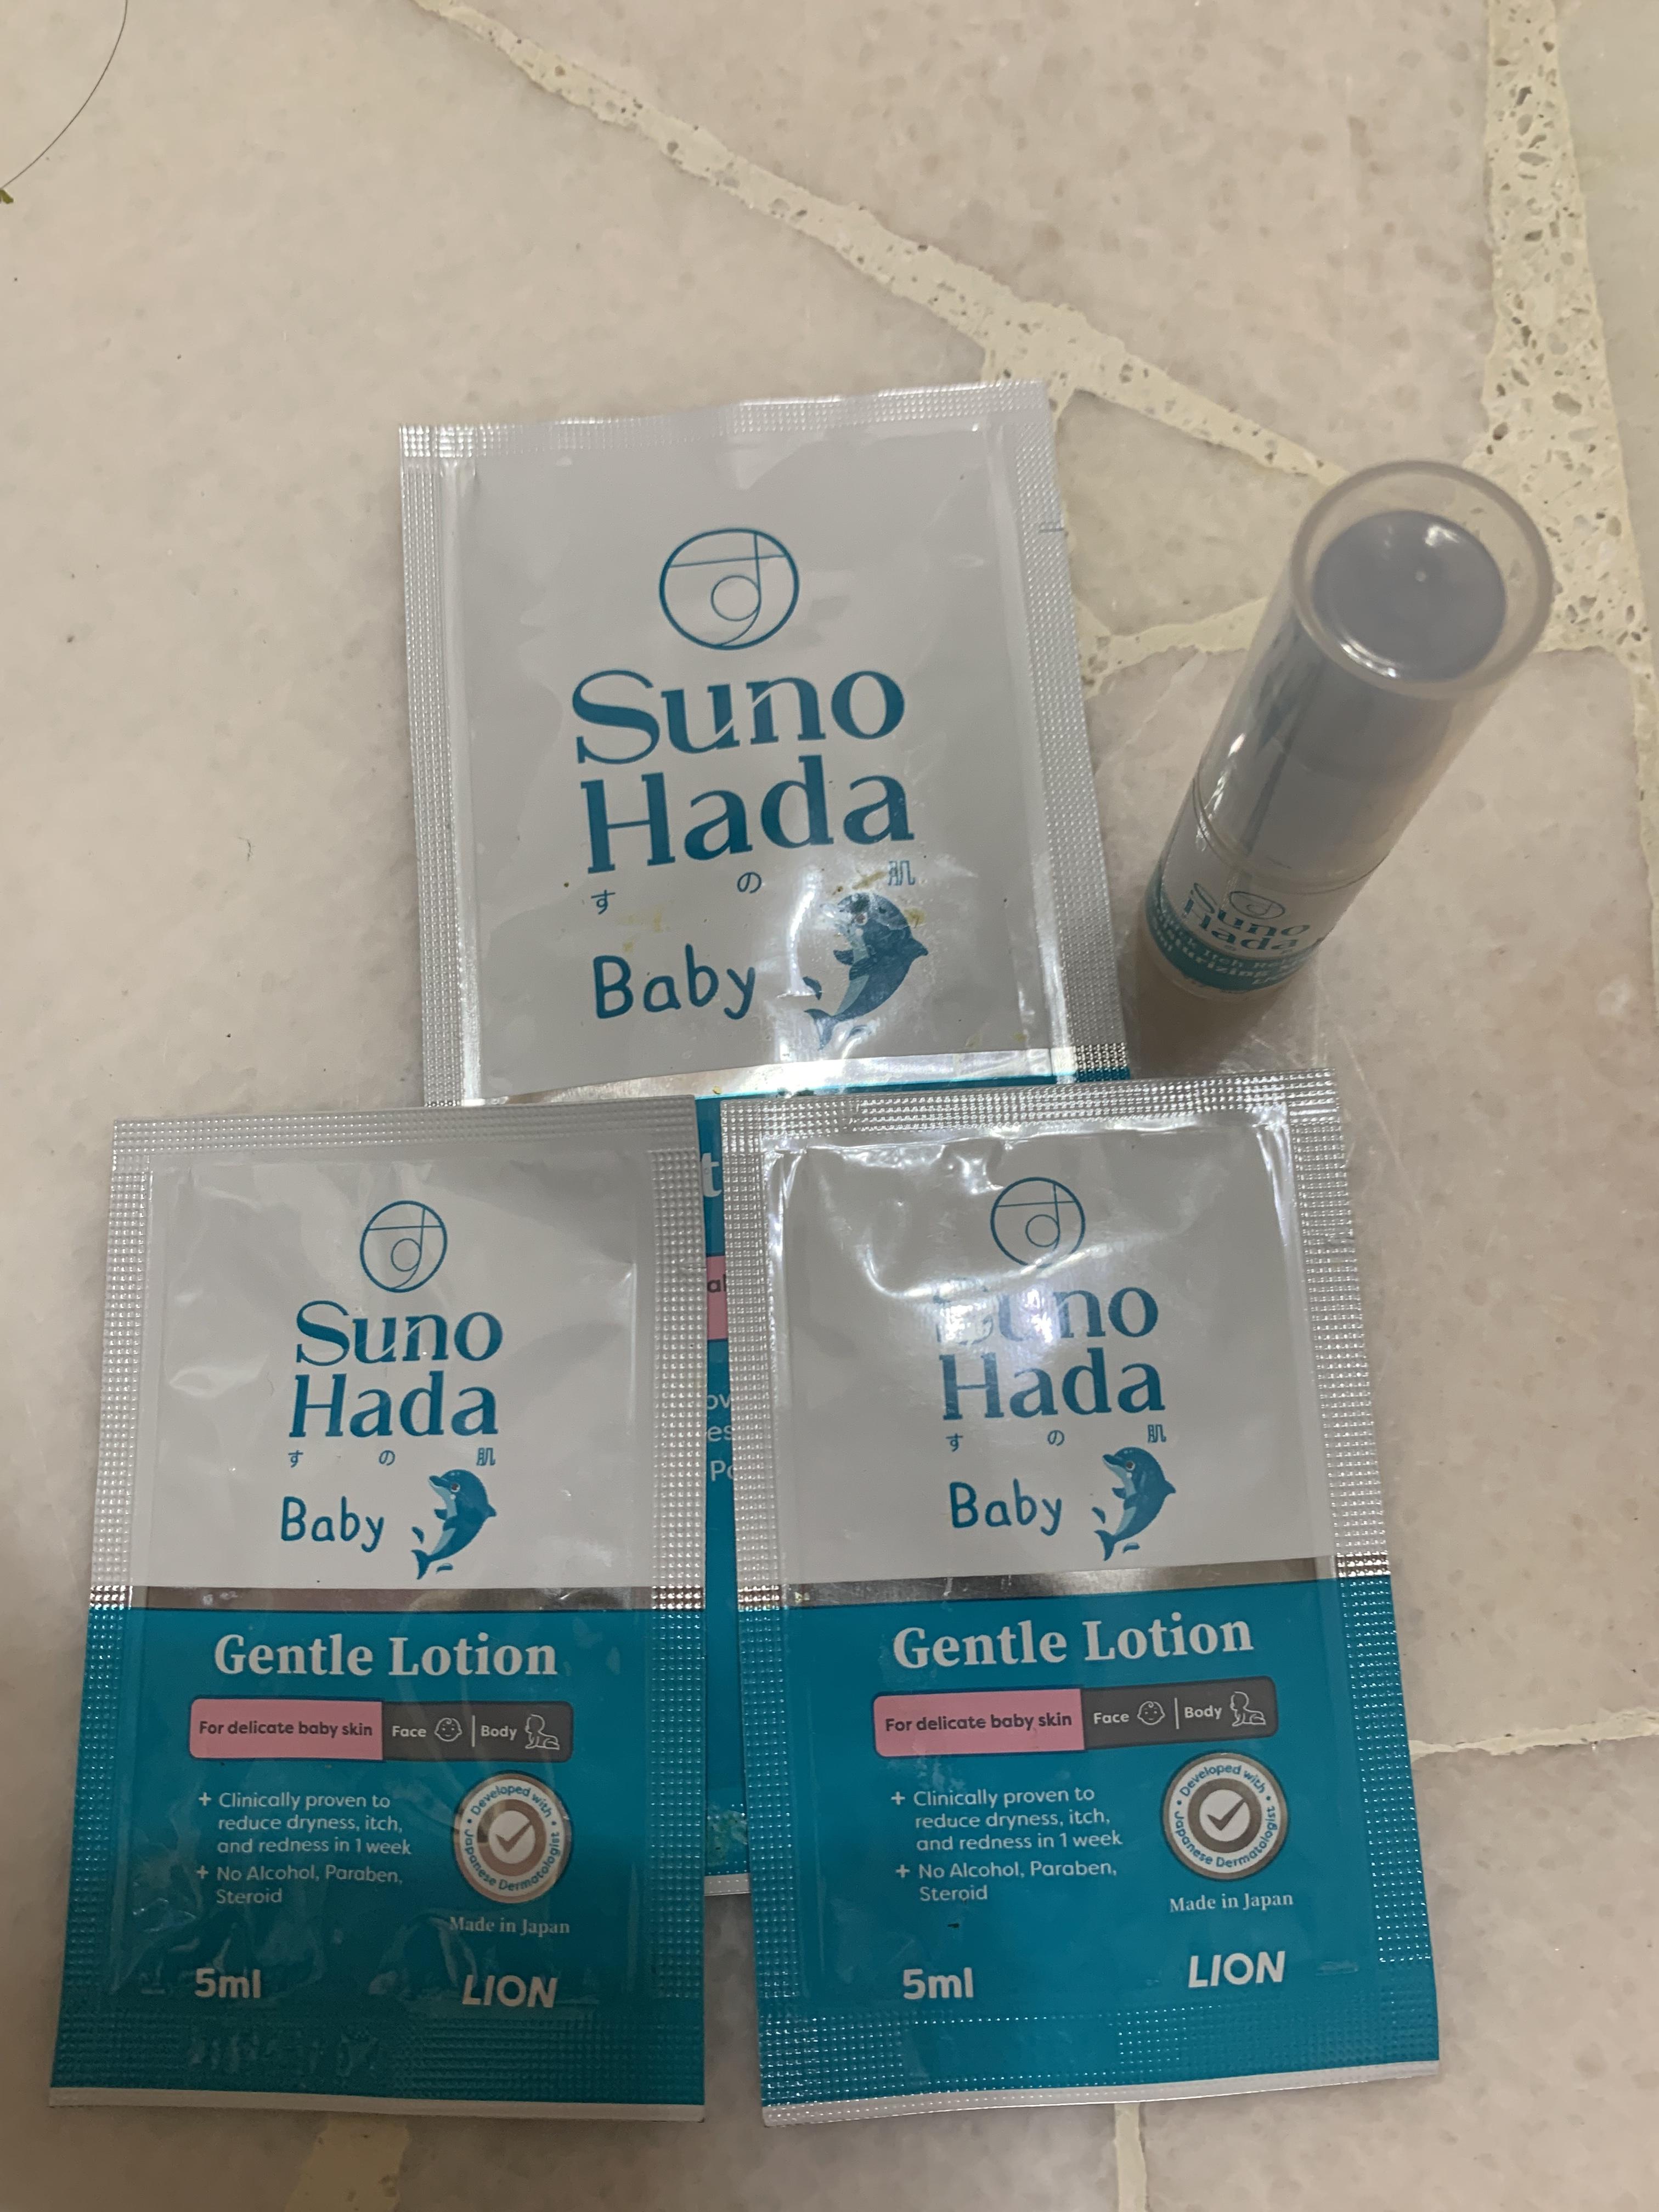 Suno
Hada
す の 肌
Baby
Suno
Hada
Itch
Suno
Hada
す の 肌
Baby
Gentle Lotion
For delicate baby skin
Face | Body
+ Clinically proven to
reduce dryness, itch,
and redness in 1 week
+ No Alcohol, Paraben,
Steroid
Developed with
Japanese Dermatologist
Made in Japan
5ml
LION
Suno
Hada
す の 肌
Baby
Gentle Lotion
For delicate baby skin
Face | Body
+ Clinically proven to
reduce dryness, itch,
and redness in 1 week
+ No Alcohol, Paraben,
Steroid
Developed with
Japanese Dermatologist
Made in Japan
5ml
LION